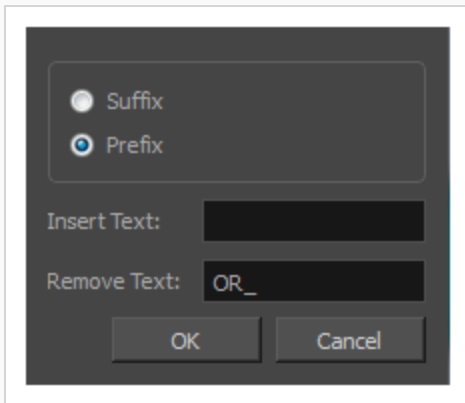 Suffix
Prefix
Insert Text:
Remove Text: OR_
OK Cancel